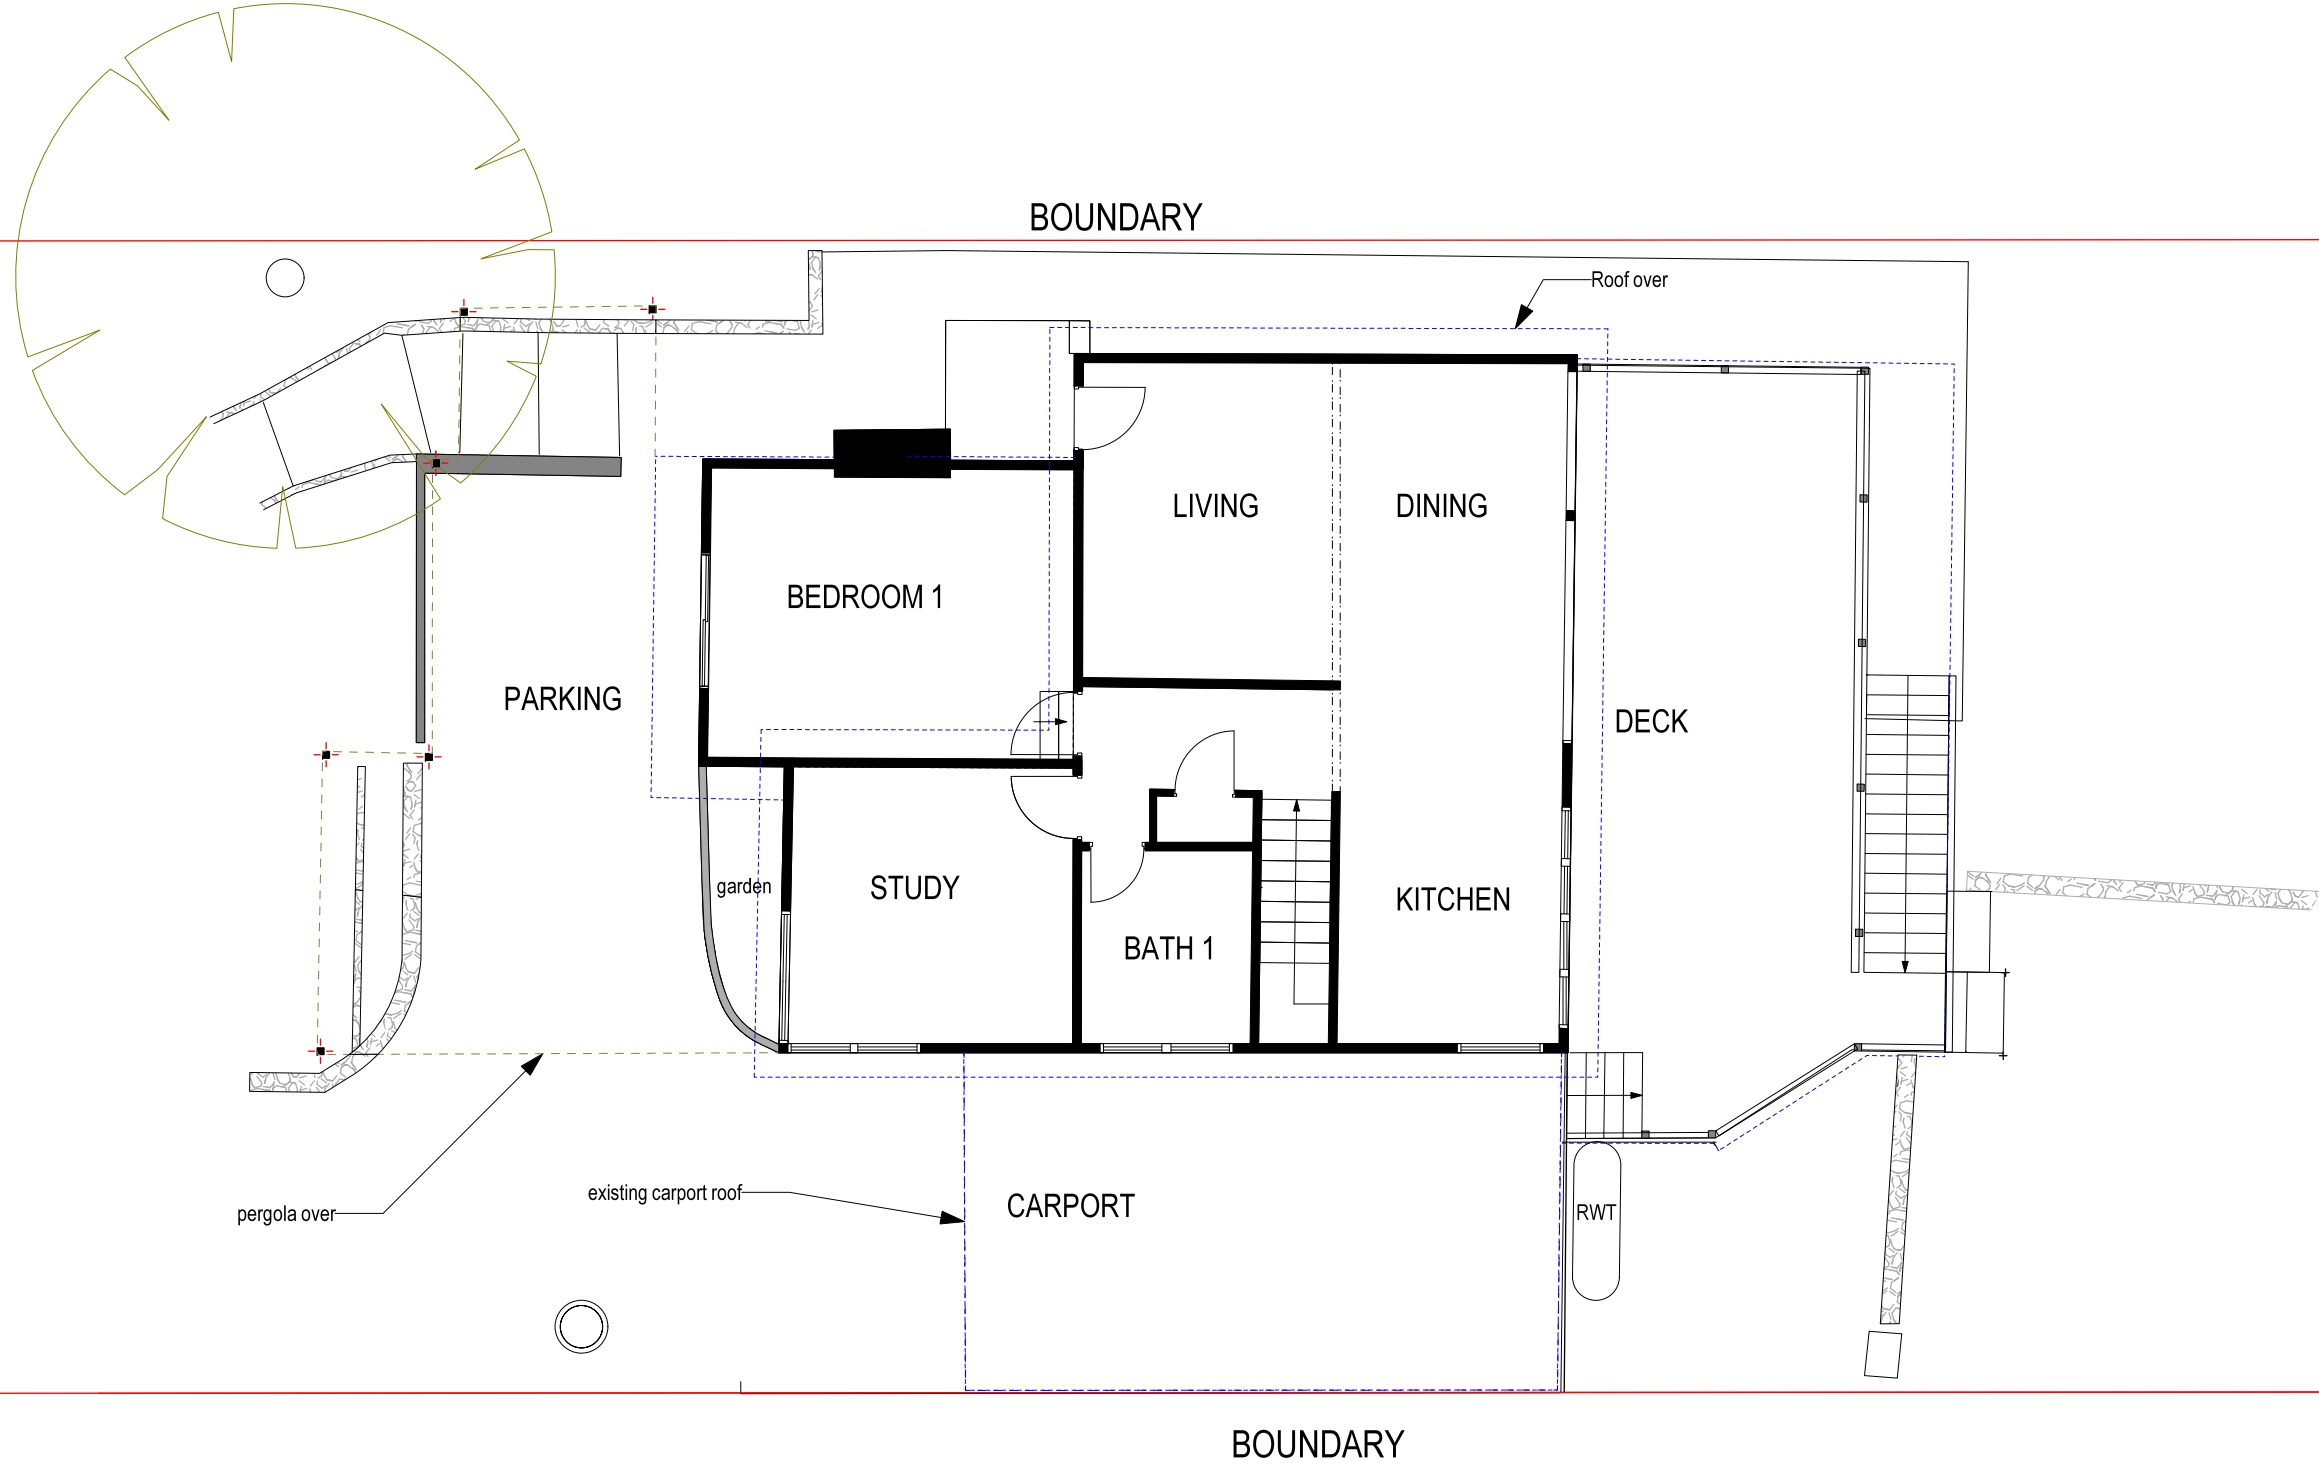 BOUNDARY
Roof over
LIVING
DINING
BEDROOM 1
PARKING
DECK
garden
STUDY
KITCHEN
BATH 1
existing carport roof
CARPORT
pergola over
RWT
BOUNDARY